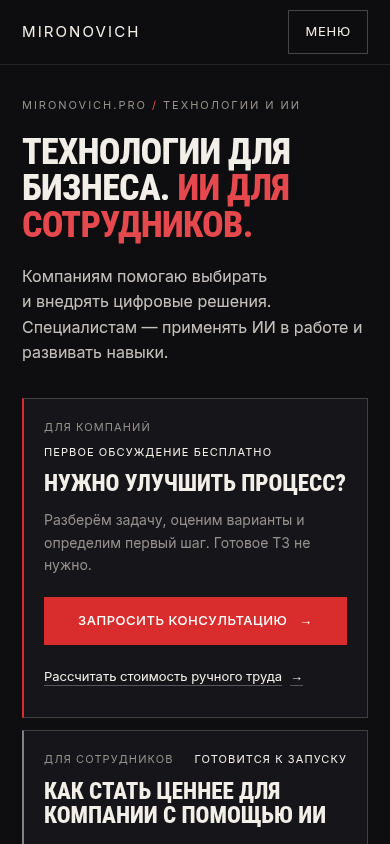 MIRONOVICH
МЕНЮ
MIRONOVICH.PRO / ТЕХНОЛОГИИ И ИИ
ТЕХНОЛОГИИ ДЛЯ
БИЗНЕСА. ИИ ДЛЯ
СОТРУДНИКОВ.
Компаниям помогаю выбирать
и внедрять цифровые решения.
Специалистам — применять ИИ в работе и
развивать навыки.
ДЛЯ КОМПАНИЙ
ПЕРВОЕ ОБСУЖДЕНИЕ БЕСПЛАТНО
НУЖНО УЛУЧШИТЬ ПРОЦЕСС?
Разберём задачу, оценим варианты и
определим первый шаг. Готовое ТЗ не
нужно.
ЗАПРОСИТЬ КОНСУЛЬТАЦИЮ →
Рассчитать стоимость ручного труда →
ДЛЯ СОТРУДНИКОВ ГОТОВИТСЯ К ЗАПУСКУ
КАК СТАТЬ ЦЕННЕЕ ДЛЯ
КОМПАНИИ С ПОМОЩЬЮ ИИ